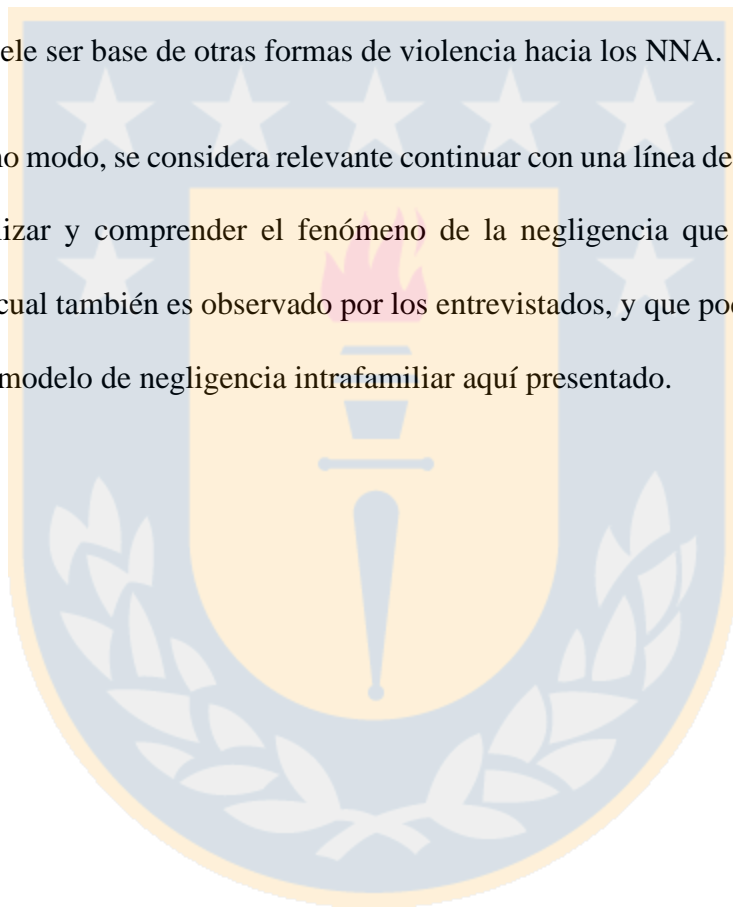 ele ser base de otras formas de violencia hacia los NNA.
no modo, se considera relevante continuar con una línea de
lizar y comprender el fenómeno de la negligencia que
cual también es observado por los entrevistados, y que po
modelo de negligencia intrafamiliar aquí presentado.